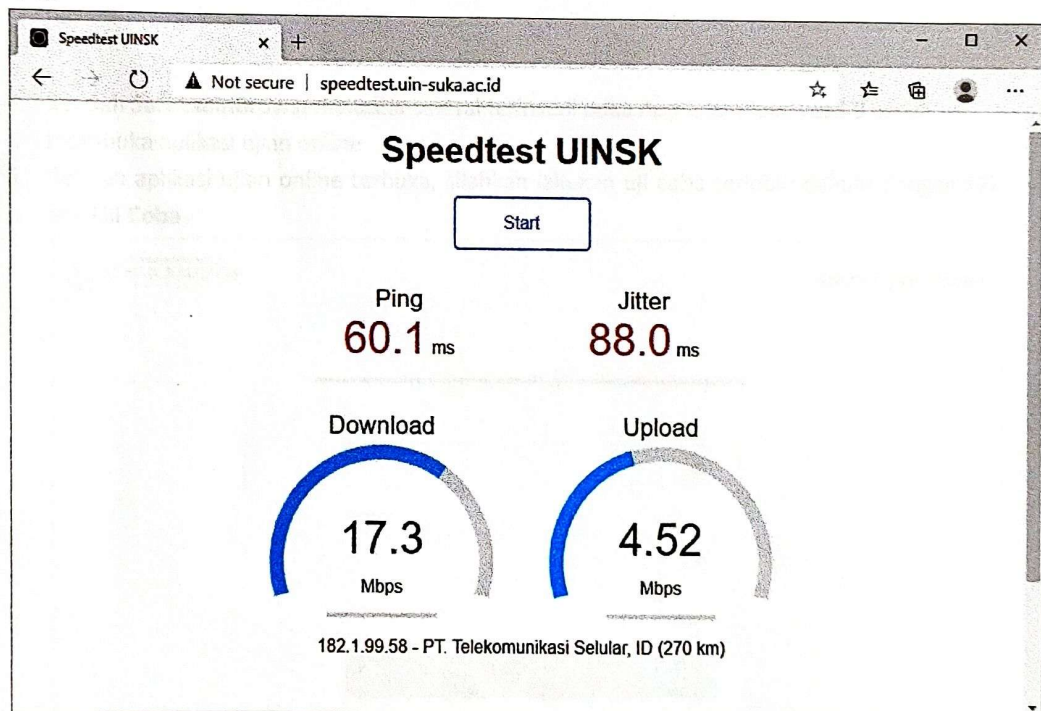 Speedtest UINSK
Not secure | speedtest.uin-suka.ac.id
Speedtest UINSK
Start
Ping
60.1 ms
Jitter
88.0 ms
Download
17.3
Mbps
Upload
4.52
Mbps
182.1.99.58 - PT. Telekomunikasi Selular, ID (270 km)